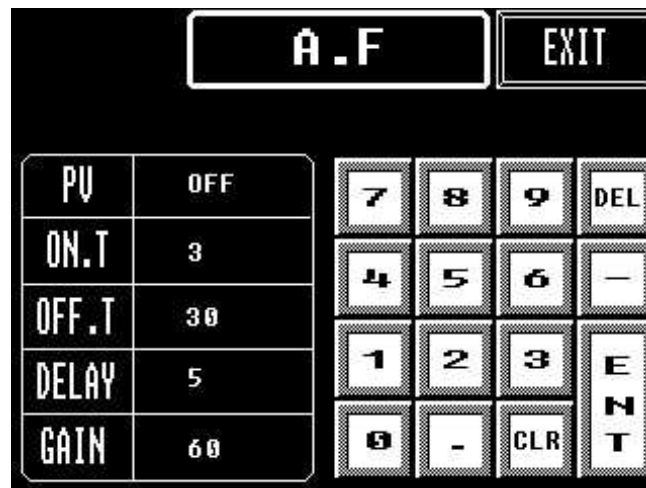 A.F EXIT
PV OFF
ON.T 3
OFF.T 30
DELAY 5
GAIN 60
7 8 9 DEL
4 5 6 -
1 2 3 ENT
0 . CLR